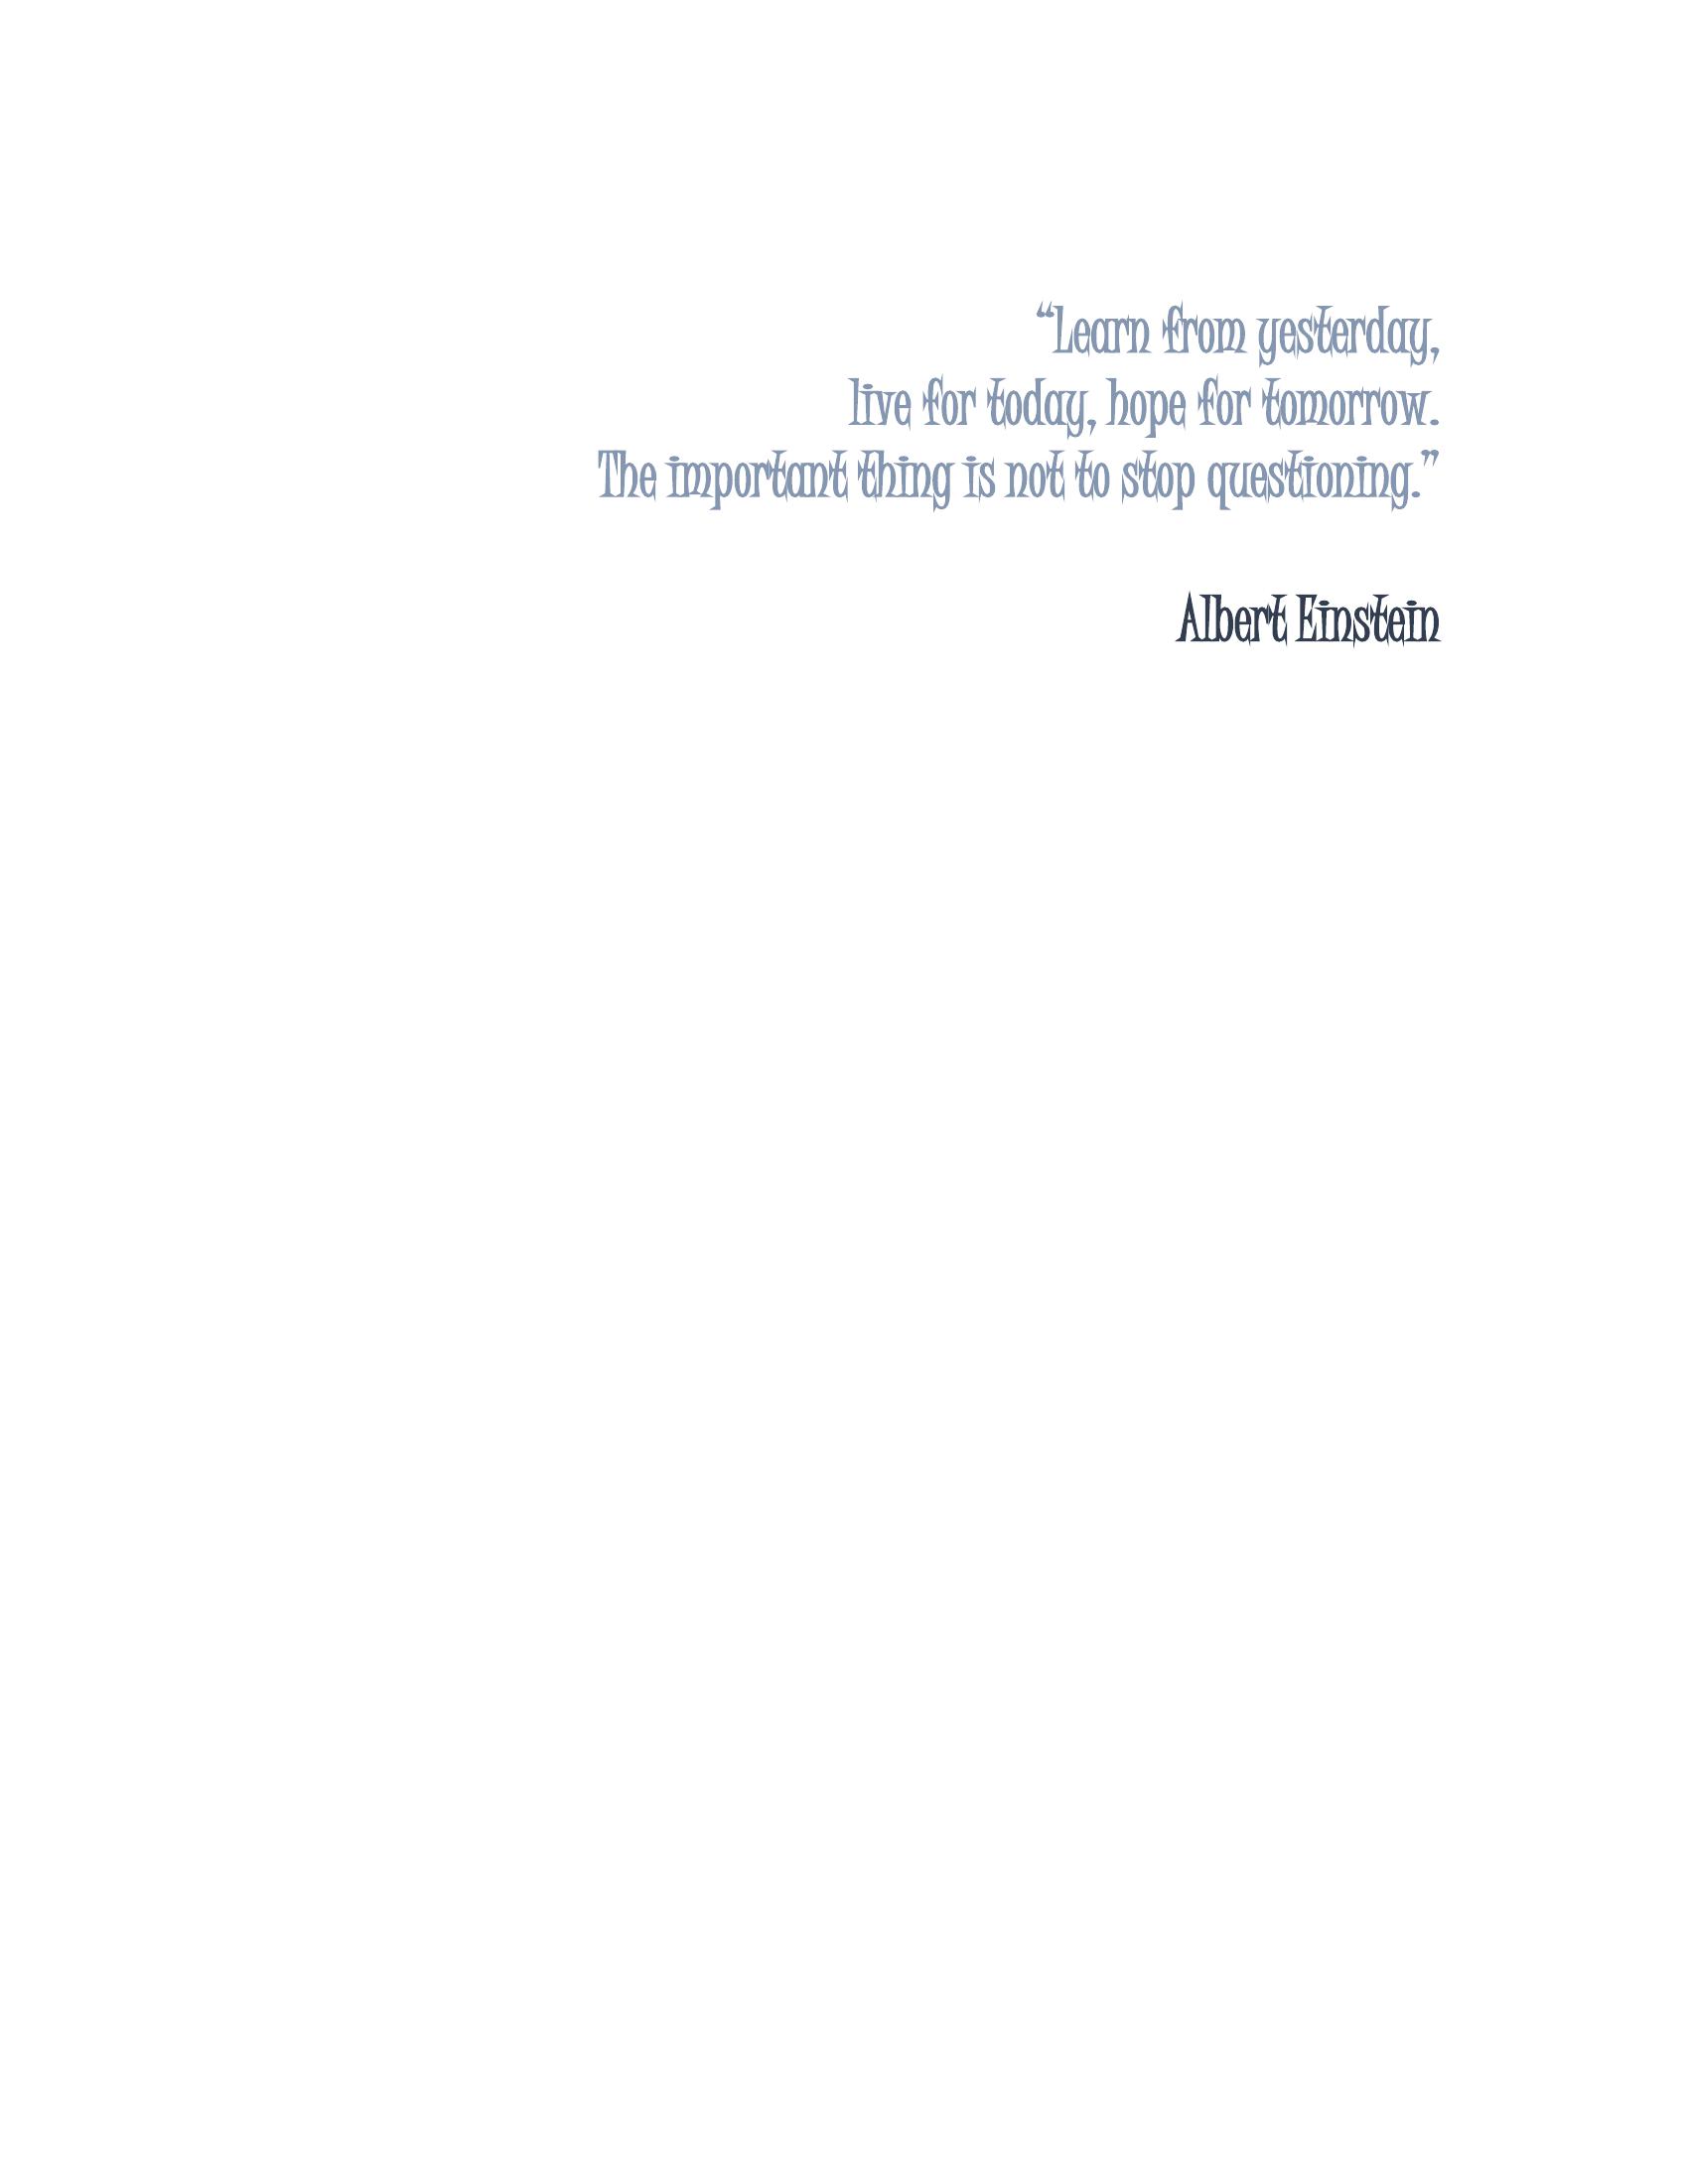 “Learn from yesterday,
live for today, hope for tomorrow.
The important thing is not to stop questioning.”
Albert Einstein